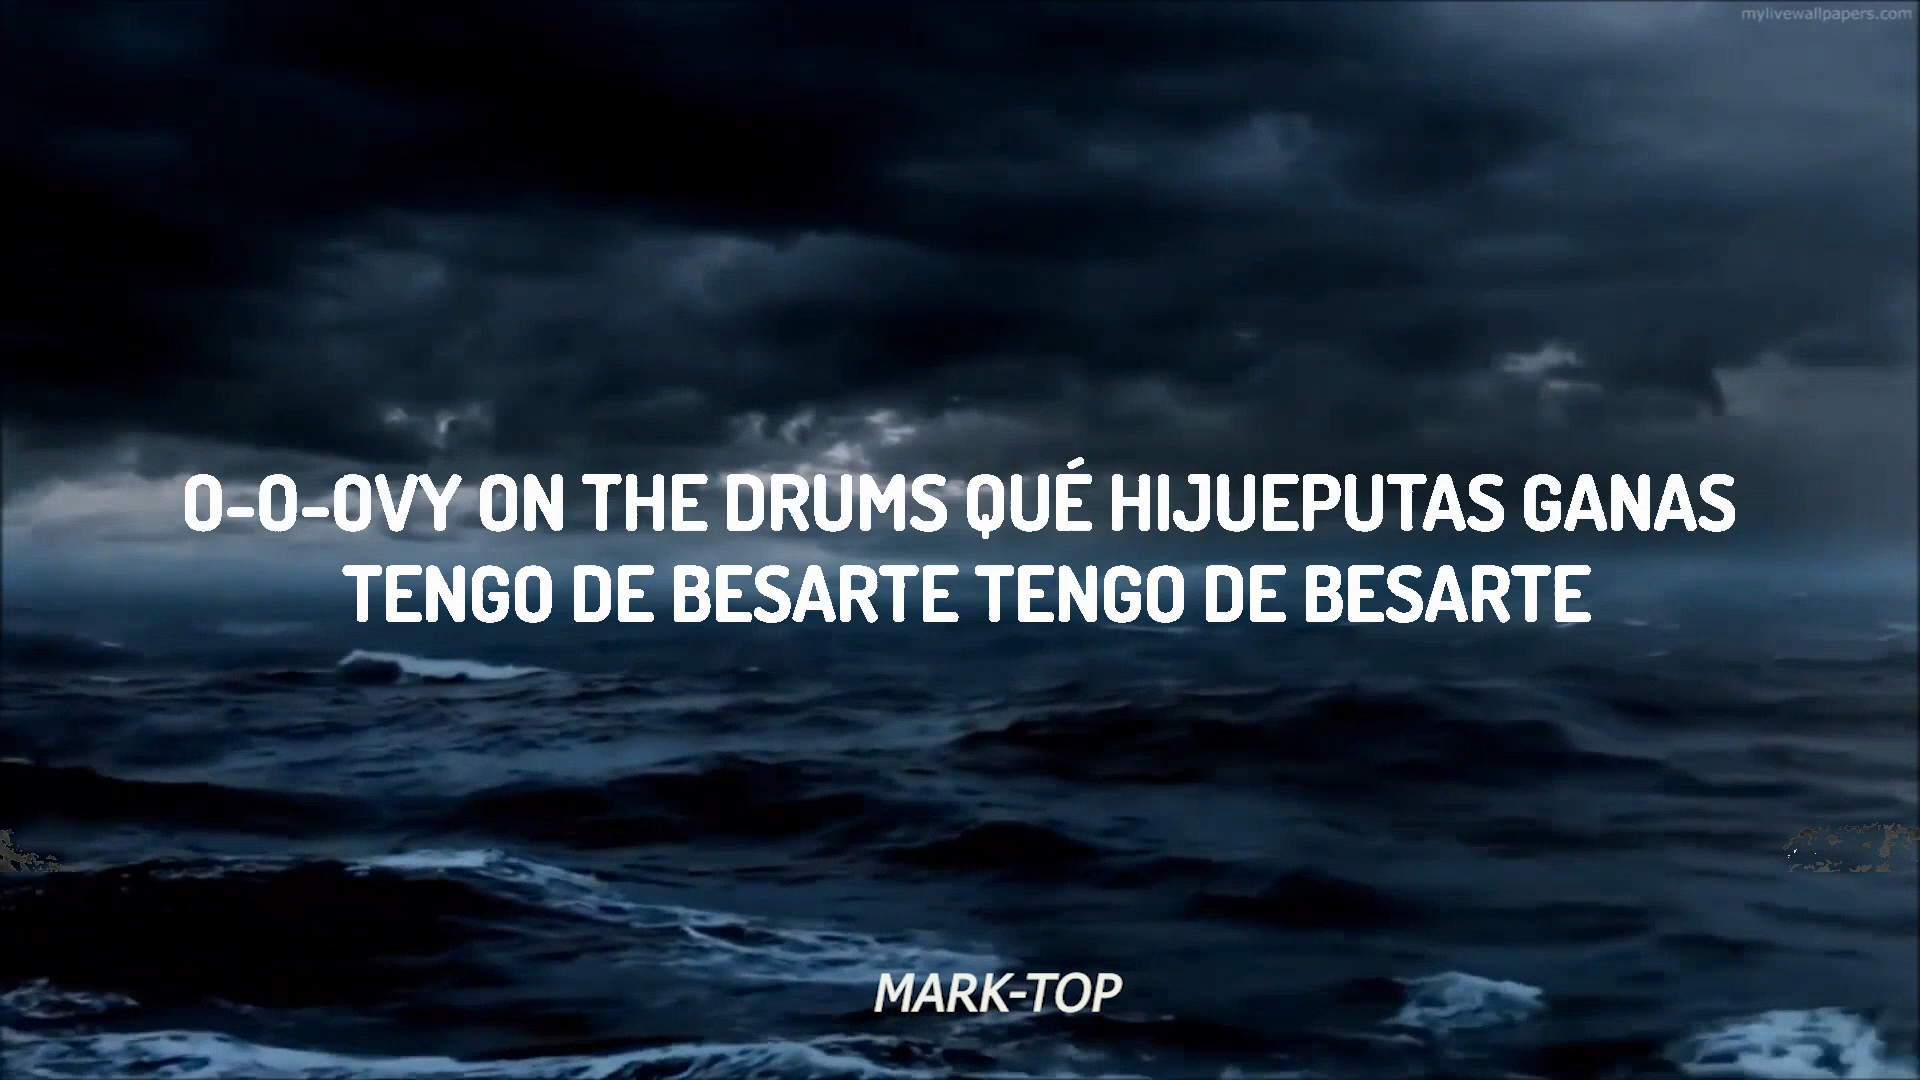 mylivewallpapers.com
O-O-OVY ON THE DRUMS QUÉ HIJUEPUTAS GANAS
TENGO DE BESARTE TENGO DE BESARTE
MARK-TOP